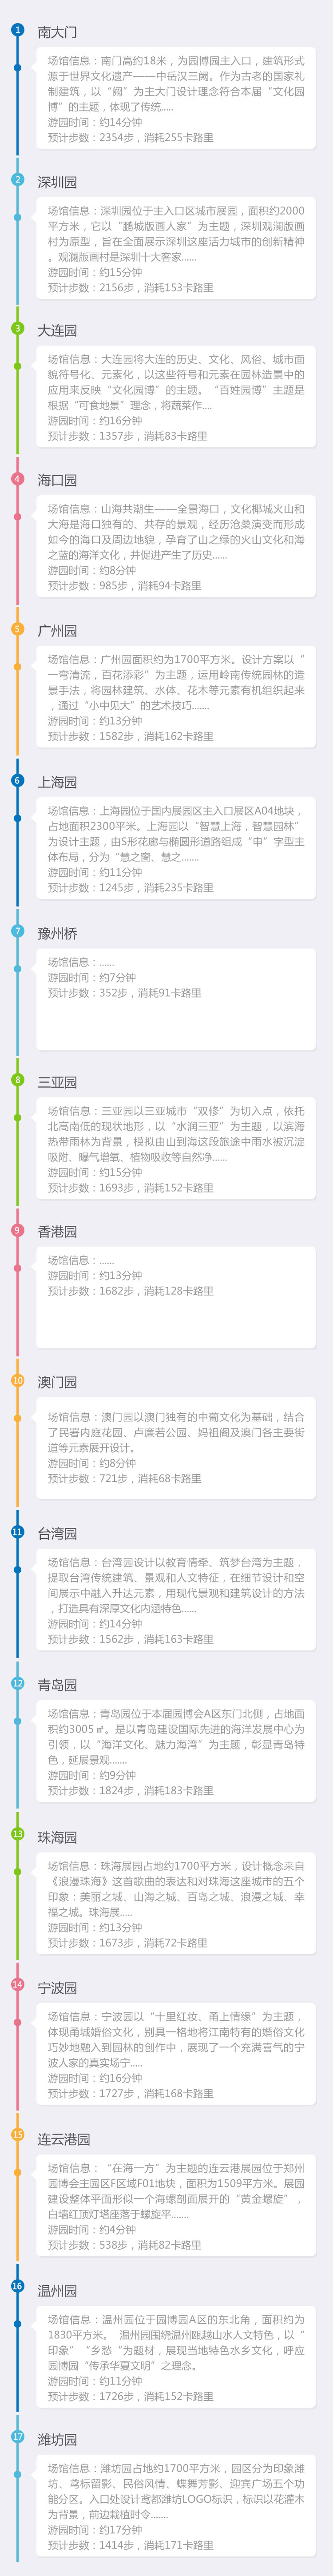 1
南大门
场馆信息：南门高约18米，为园博园主入口，建筑形式
源于世界文化遗产——中岳汉三阙。作为古老的国家礼
制建筑，以“阙”为主大门设计理念符合本届“文化园
博”的主题，体现了传统.....
游园时间：约14分钟
预计步数：2354步，消耗255卡路里
2
深圳园
场馆信息：深圳园位于主入口区城市展园，面积约2000
平方米，它以“鹏城版画人家”为主题，深圳观澜版画
村为原型，旨在全面展示深圳这座活力城市的创新精神
。观澜版画村是深圳十大客家......
游园时间：约15分钟
预计步数：2156步，消耗153卡路里
3
大连园
场馆信息：大连园将大连的历史、文化、风俗、城市面
貌符号化、元素化，以这些符号和元素在园林造景中的
应用来反映“文化园博”的主题。“百姓园博”主题是
根据“可食地景”理念，将蔬菜作....
游园时间：约16分钟
预计步数：1357步，消耗83卡路里
4
海口园
场馆信息：山海共潮生——全景海口，文化椰城火山和
大海是海口独有的、共存的景观，经历沧桑演变而形成
如今的海口及周边地貌，孕育了山之绿的火山文化和海
之蓝的海洋文化，并促进产生了历史......
游园时间：约8分钟
预计步数：985步，消耗94卡路里
5
广州园
场馆信息：广州园面积约为1700平方米。设计方案以“
一弯清流，百花添彩”为主题，运用岭南传统园林的造
景手法，将园林建筑、水体、花木等元素有机组织起来
，通过“小中见大”的艺术技巧.......
游园时间：约13分钟
预计步数：1582步，消耗162卡路里
6
上海园
场馆信息：上海园位于国内展园区主入口展区A04地块，
占地面积2300平米。上海园以“智慧上海，智慧园林”
为设计主题，由S形花廊与椭圆形道路组成“申”字型主
体布局，分为“慧之窗、慧之.......
游园时间：约11分钟
预计步数：1245步，消耗235卡路里
7
豫州桥
场馆信息：......
游园时间：约7分钟
预计步数：352步，消耗91卡路里
8
三亚园
场馆信息：三亚园以三亚城市“双修”为切入点，依托
北高南低的现状地形，以“水润三亚”为主题，以滨海
热带雨林为背景，模拟由山到海这段旅途中雨水被沉淀
吸附、曝气增氧、植物吸收等自然净......
游园时间：约15分钟
预计步数：1693步，消耗152卡路里
9
香港园
场馆信息：......
游园时间：约13分钟
预计步数：1682步，消耗128卡路里
10
澳门园
场馆信息：澳门园以澳门独有的中葡文化为基础，结合
了民署内庭花园、卢廉若公园、妈祖阁及澳门各主要街
道等元素展开设计。
游园时间：约8分钟
预计步数：721步，消耗68卡路里
11
台湾园
场馆信息：台湾园设计以教育情牵、筑梦台湾为主题，
提取台湾传统建筑、景观和人文特征，在细节设计和空
间展示中融入升达元素，用现代景观和建筑设计的方法
，打造具有深厚文化内涵特色......
游园时间：约14分钟
预计步数：1562步，消耗163卡路里
12
青岛园
场馆信息：青岛园位于本届园博会A区东门北侧，占地面
积约3005㎡。是以青岛建设国际先进的海洋发展中心为
引领，以“海洋文化、魅力海湾”为主题，彰显青岛特
色，延展景观.......
游园时间：约9分钟
预计步数：1824步，消耗183卡路里
13
珠海园
场馆信息：珠海展园占地约1700平方米，设计概念来自
《浪漫珠海》这首歌曲的表达和对珠海这座城市的五个
印象：美丽之城、山海之城、百岛之城、浪漫之城、幸
福之城。珠海展.....
游园时间：约13分钟
预计步数：1673步，消耗72卡路里
14
宁波园
场馆信息：宁波园以“十里红妆、甬上情缘”为主题，
体现甬城婚俗文化，别具一格地将江南特有的婚俗文化
巧妙地融入到园林的创作中，展现了一个充满喜气的宁
波人家的真实场宁.....
游园时间：约16分钟
预计步数：1727步，消耗168卡路里
15
连云港园
场馆信息：“在海一方”为主题的连云港展园位于郑州
园博会主园区F区域F01地块，面积为1509平方米。展园
建设整体平面形似一个海螺剖面展开的“黄金螺旋”，
白墙红顶灯塔座落于螺旋平.......
游园时间：约4分钟
预计步数：538步，消耗82卡路里
16
温州园
场馆信息：温州园位于园博园A区的东北角，面积约为
1830平方米。 温州园围绕温州瓯越山水人文特色，以“
印象”“乡愁“为题材，展现当地特色水乡文化，呼应
园博园“传承华夏文明”之理念。
游园时间：约11分钟
预计步数：1726步，消耗152卡路里
17
潍坊园
场馆信息：潍坊园占地约1700平方米，园区分为印象潍
坊、鸢标留影、民俗风情、蝶舞芳影、迎宾广场五个功
能分区。入口处设计鸢都潍坊LOGO标识，标识以花灌木
为背景，前边栽植时令.......
游园时间：约17分钟
预计步数：1414步，消耗171卡路里